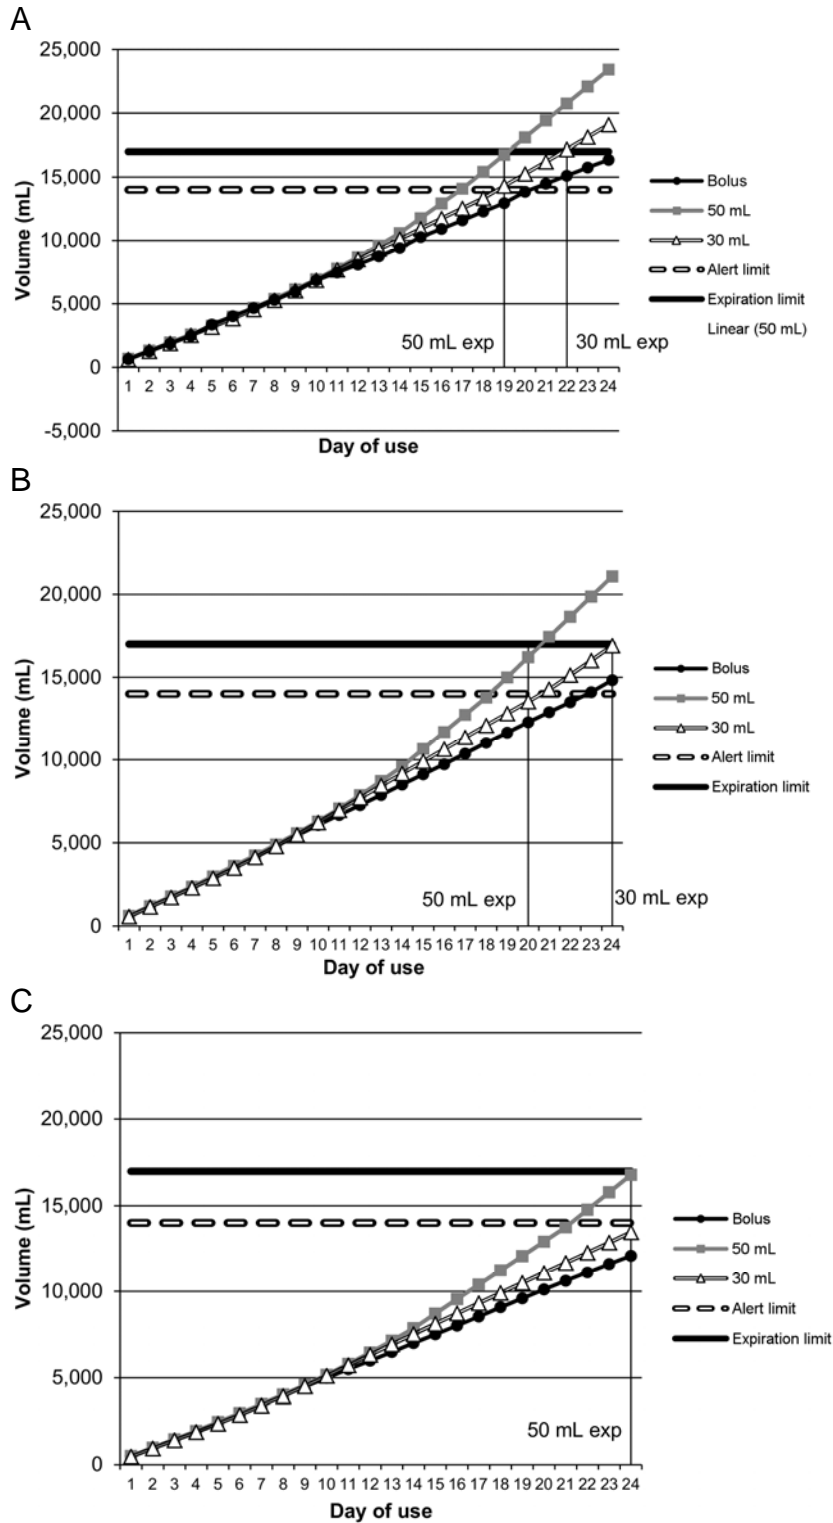 A
25,000
20,000
15,000
10,000
5,000
0
-5,000
Volume (mL)
1 2 3 4 5 6 7 8 9 10 11 12 13 14 15 16 17 18 19 20 21 22 23 24
Day of use
50 mL exp
30 mL exp
Bolus
50 mL
30 mL
Alert limit
Expiration limit
Linear (50 mL)
B
25,000
20,000
15,000
10,000
5,000
0
Volume (mL)
1 2 3 4 5 6 7 8 9 10 11 12 13 14 15 16 17 18 19 20 21 22 23 24
Day of use
50 mL exp
30 mL exp
Bolus
50 mL
30 mL
Alert limit
Expiration limit
C
25,000
20,000
15,000
10,000
5,000
0
Volume (mL)
1 2 3 4 5 6 7 8 9 10 11 12 13 14 15 16 17 18 19 20 21 22 23 24
Day of use
50 mL exp
Bolus
50 mL
30 mL
Alert limit
Expiration limit